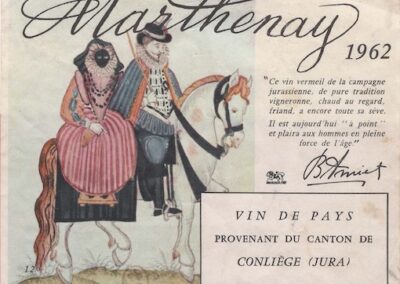 Marthenay
1962
"Ce vin vermeil de la campagne
jurassienne, de pure tradition
vigneronne, chaud au regard,
friand, a encore toute sa sève.
Il est aujourd'hui "à point"
et plaira aux hommes en pleine
force de l'âge."
VIN DE PAYS
PROVENANT DU CANTON DE
CONLIÈGE (JURA)
12